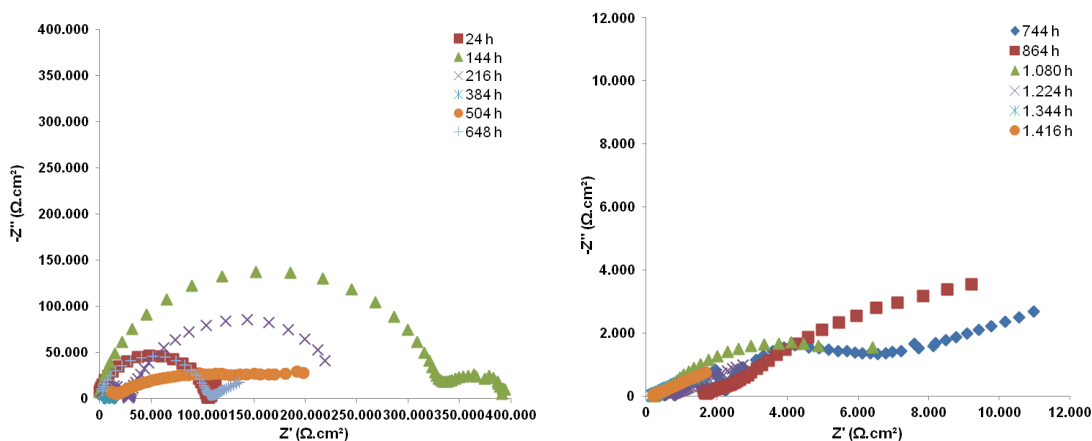 400.000
350.000
300.000
250.000
200.000
150.000
100.000
50.000
0
-Z'' (Ω.cm²)
0
50.000
100.000
150.000
200.000
250.000
300.000
350.000
400.000
Z' (Ω.cm²)
24 h
144 h
216 h
384 h
504 h
648 h
12.000
10.000
8.000
6.000
4.000
2.000
0
-Z'' (Ω.cm²)
0
2.000
4.000
6.000
8.000
10.000
12.000
Z' (Ω.cm²)
744 h
864 h
1.080 h
1.224 h
1.344 h
1.416 h